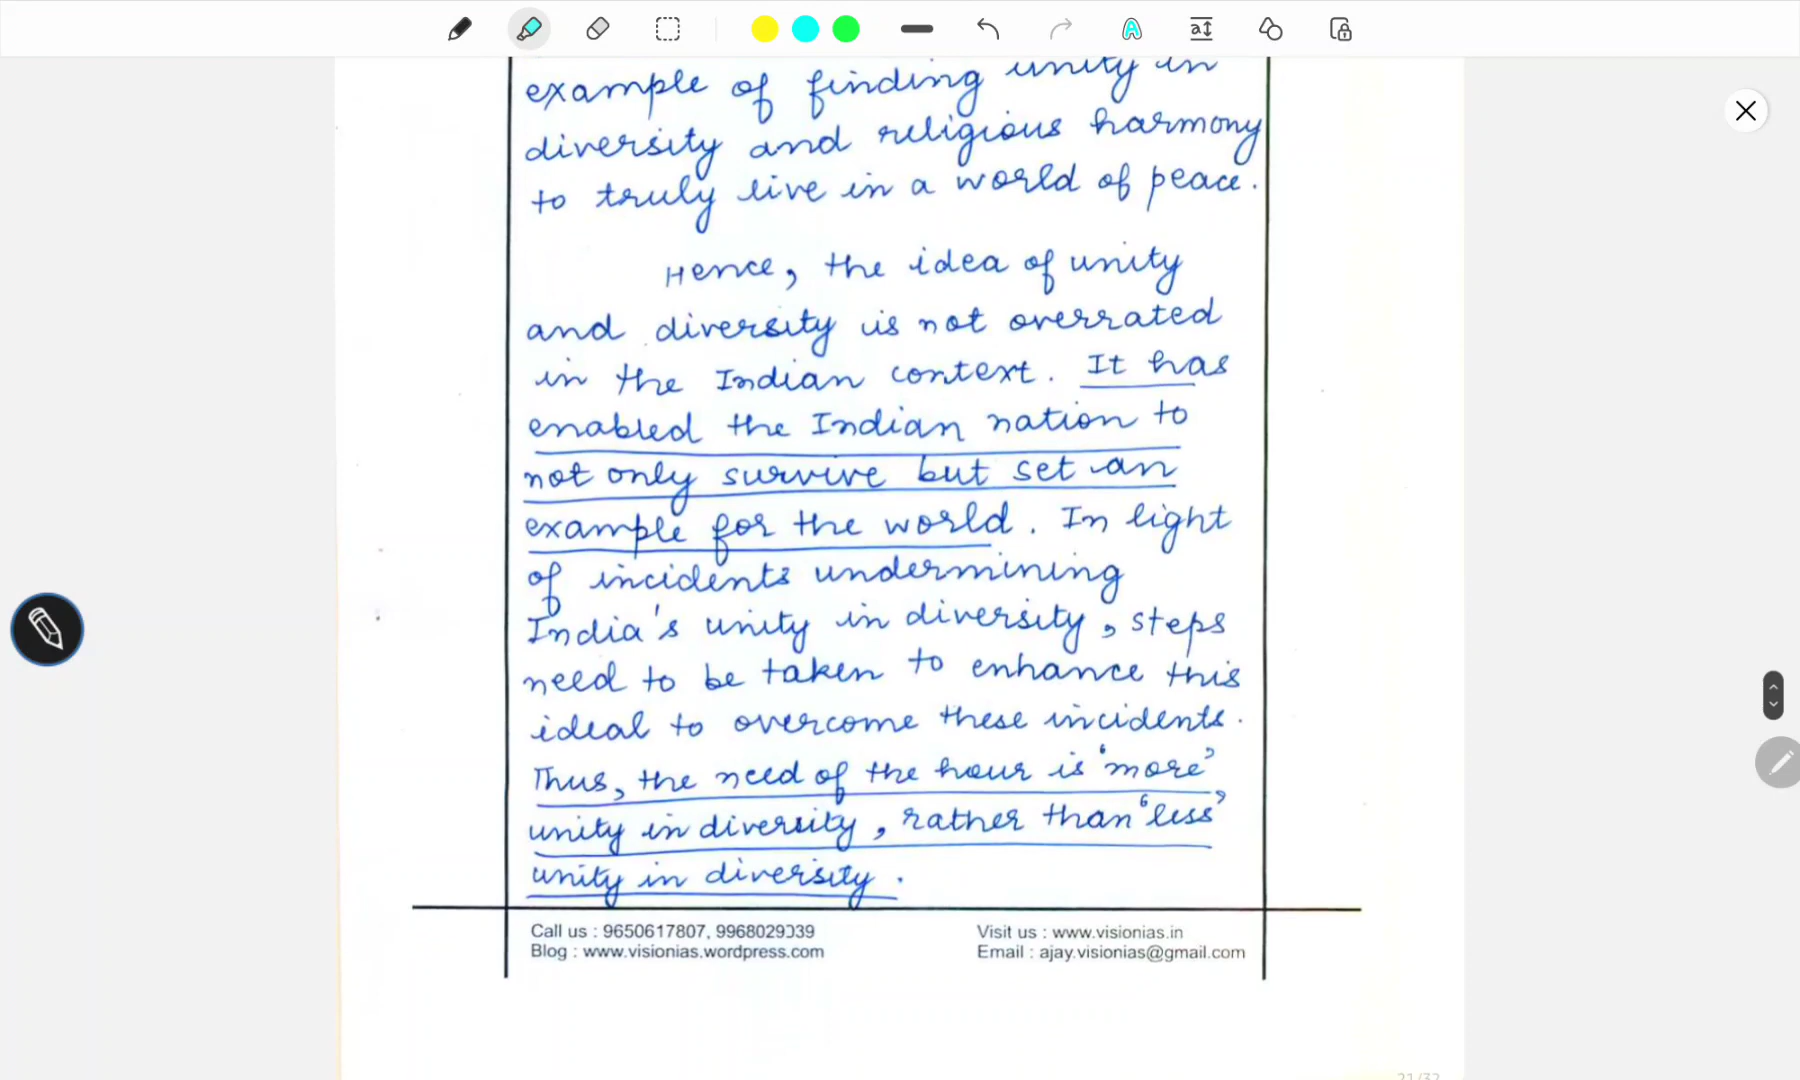 example of finding unity in
diversity and religious harmony
to truly live in a world of peace.
Hence, the idea of unity
and diversity is not overrated
in the Indian context. It has
enabled the Indian nation to
not only survive but set an
example for the world. In light
of incidents undermining
India's unity in diversity, steps
need to be taken to enhance this
ideal to overcome these incidents.
Thus, the need of the hour is 'more'
unity in diversity, rather than 'less'
unity in diversity.
Call us : 9650617807, 9968029039
Visit us : www.visionias.in
Blog : www.visionias.wordpress.com
Email : ajay.visionias@gmail.com
21/32